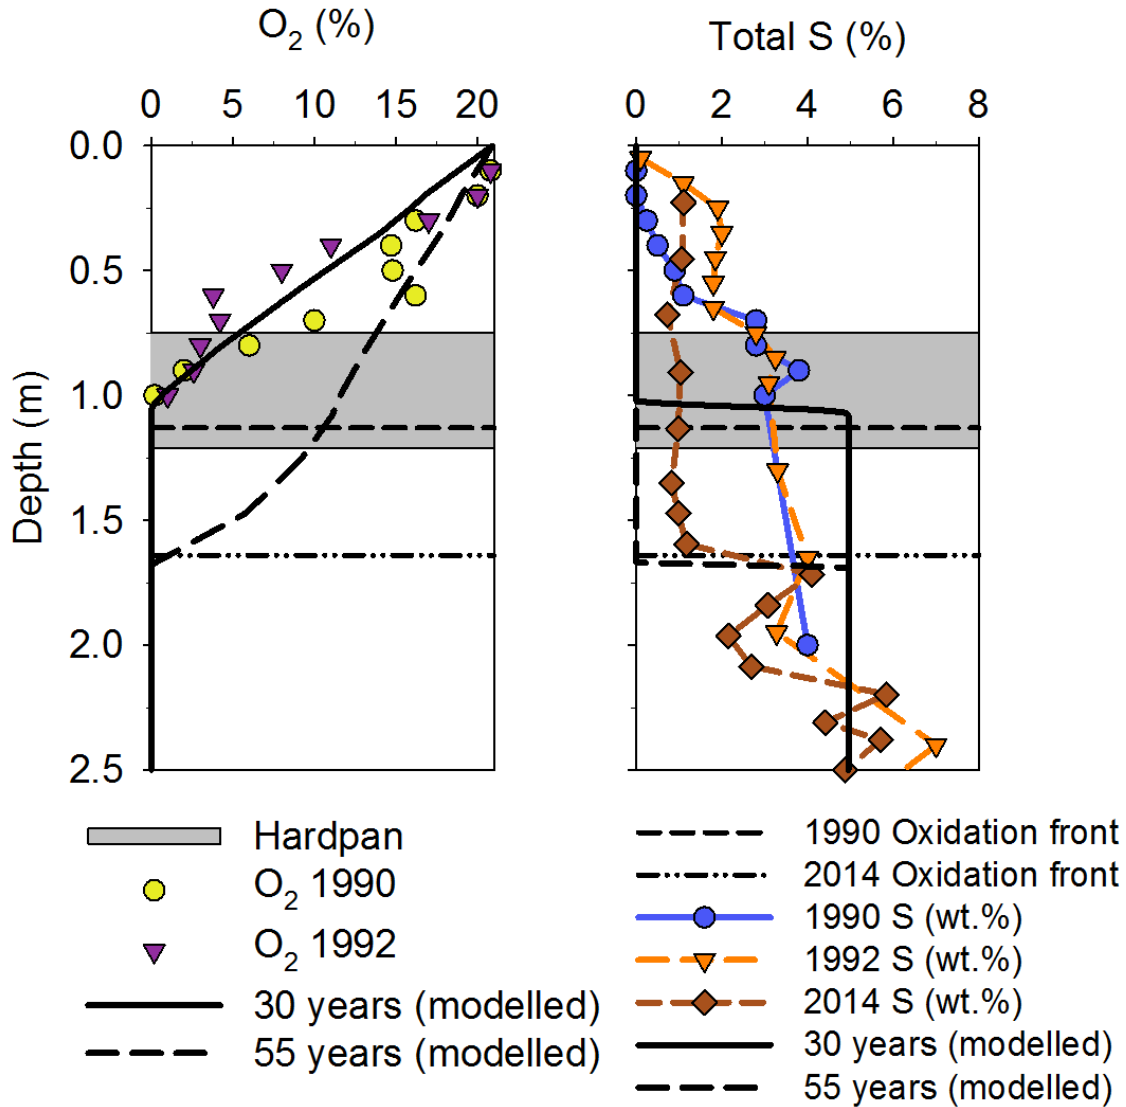 O2 (%)
Total S (%)
0 5 10 15 20
0 2 4 6 8
0.0
0.5
1.0
1.5
2.0
2.5
Depth (m)
Hardpan
O2 1990
O2 1992
30 years (modelled)
55 years (modelled)
1990 Oxidation front
2014 Oxidation front
1990 S (wt.%)
1992 S (wt.%)
2014 S (wt.%)
30 years (modelled)
55 years (modelled)